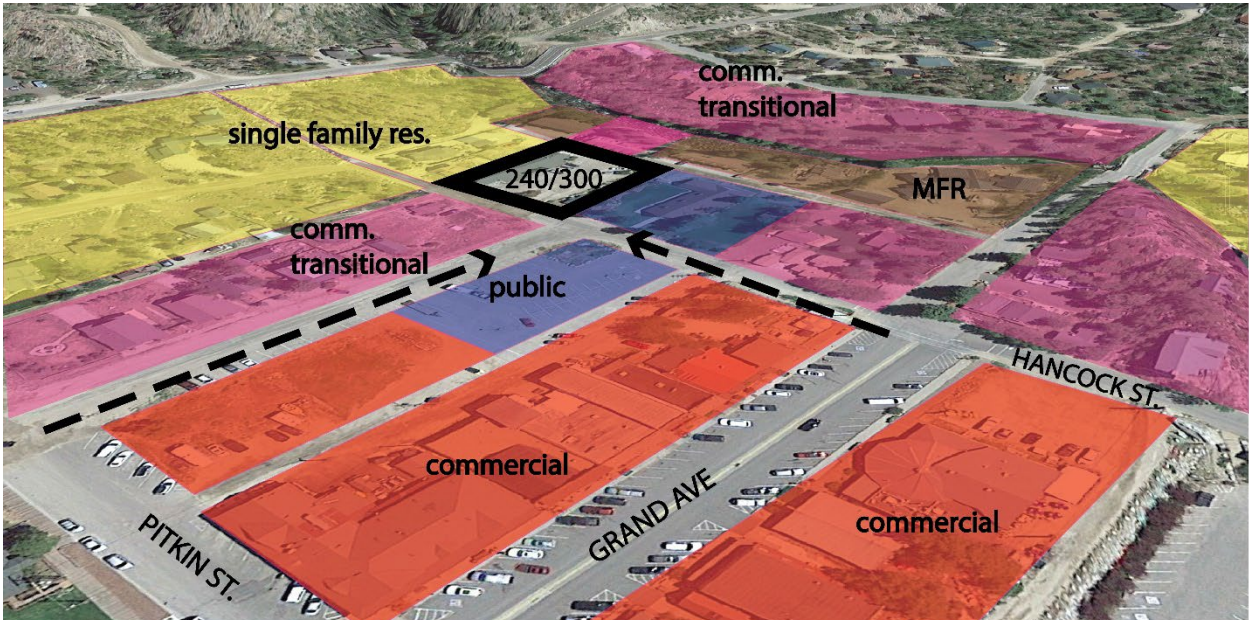 comm.
transitional
single family res.
240/300
MFR
comm.
transitional
public
HANCOCK ST.
commercial
GRAND AVE
commercial
PITKIN ST.